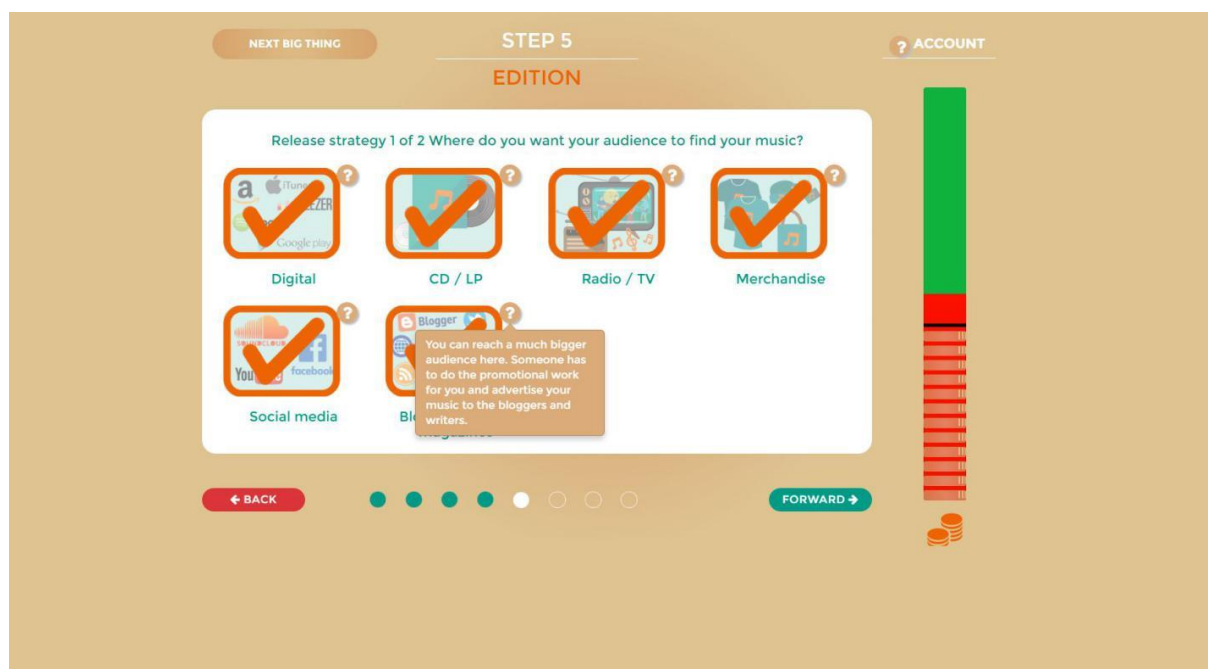 NEXT BIG THING
STEP 5
? ACCOUNT
EDITION
Release strategy 1 of 2 Where do you want your audience to find your music?
?
?
?
?
a
Google play
Digital
CD / LP
Radio / TV
Merchandise
?
?
SOUNDCLOUD
You
facebook
Blogger
You can reach a much bigger
audience here. Someone has
to do the promotional work
for you and advertise your
music to the bloggers and
writers.
Social media
← BACK
FORWARD →